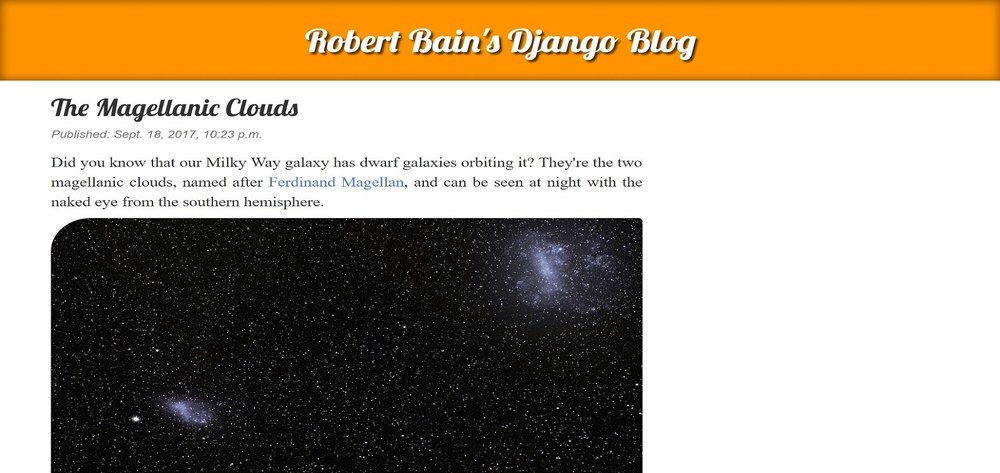 Robert Bain's Django Blog
The Magellanic Clouds
Published: Sept. 18, 2017, 10:23 p.m.
Did you know that our Milky Way galaxy has dwarf galaxies orbiting it? They're the two
magellanic clouds, named after Ferdinand Magellan, and can be seen at night with the
naked eye from the southern hemisphere.